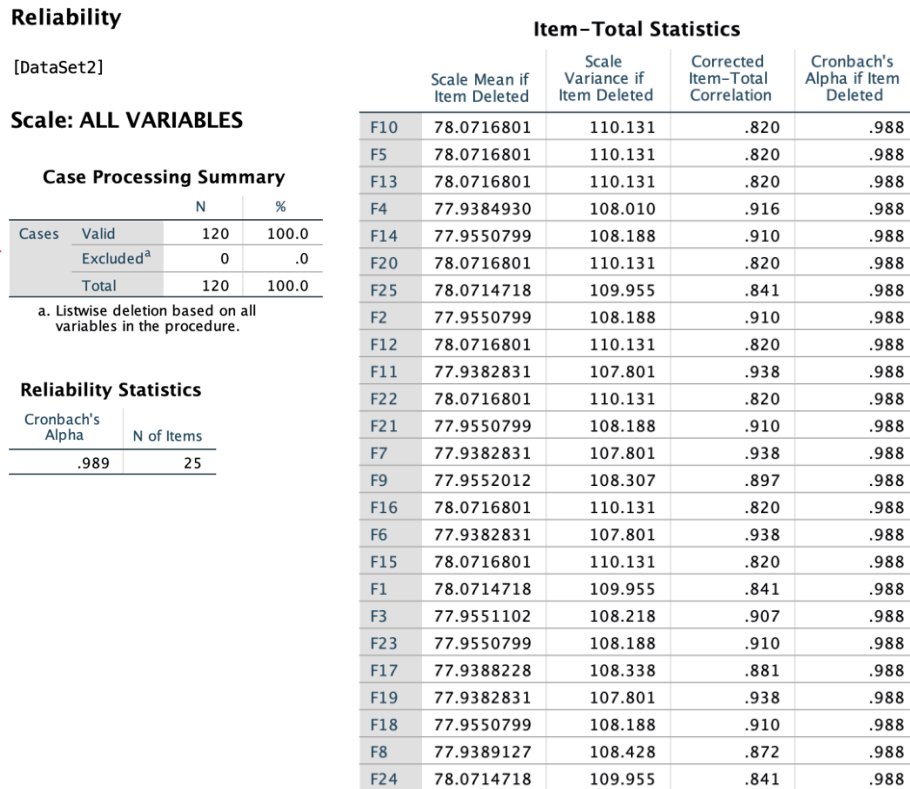 Reliability
[DataSet2]
Scale: ALL VARIABLES
Case Processing Summary
N %
Cases Valid 120 100.0
Excludedᵃ 0 .0
Total 120 100.0
a. Listwise deletion based on all
variables in the procedure.
Reliability Statistics
Cronbach's
Alpha N of Items
.989 25
Item-Total Statistics
Scale Mean if
Item Deleted
Scale
Variance if
Item Deleted
Corrected
Item-Total
Correlation
Cronbach's
Alpha if Item
Deleted
F10 78.0716801 110.131 .820 .988
F5 78.0716801 110.131 .820 .988
F13 78.0716801 110.131 .820 .988
F4 77.9384930 108.010 .916 .988
F14 77.9550799 108.188 .910 .988
F20 78.0716801 110.131 .820 .988
F25 78.0714718 109.955 .841 .988
F2 77.9550799 108.188 .910 .988
F12 78.0716801 110.131 .820 .988
F11 77.9382831 107.801 .938 .988
F22 78.0716801 110.131 .820 .988
F21 77.9550799 108.188 .910 .988
F7 77.9382831 107.801 .938 .988
F9 77.9552012 108.307 .897 .988
F16 78.0716801 110.131 .820 .988
F6 77.9382831 107.801 .938 .988
F15 78.0716801 110.131 .820 .988
F1 78.0714718 109.955 .841 .988
F3 77.9551102 108.218 .907 .988
F23 77.9550799 108.188 .910 .988
F17 77.9388228 108.338 .881 .988
F19 77.9382831 107.801 .938 .988
F18 77.9550799 108.188 .910 .988
F8 77.9389127 108.428 .872 .988
F24 78.0714718 109.955 .841 .988